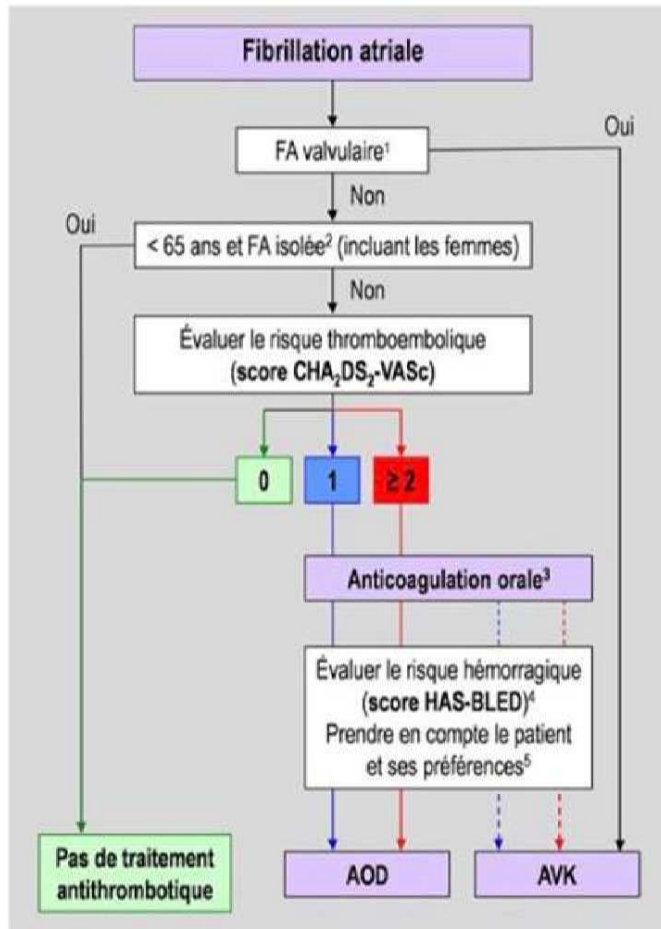 Fibrillation atriale
Oui
FA valvulaire¹
Non
Oui
< 65 ans et FA isolée² (incluant les femmes)
Non
Évaluer le risque thromboembolique
(score CHA₂DS₂-VASc)
0
1
≥ 2
Anticoagulation orale³
Évaluer le risque hémorragique
(score HAS-BLED)⁴
Prendre en compte le patient
et ses préférences⁵
Pas de traitement
antithrombotique
AOD
AVK